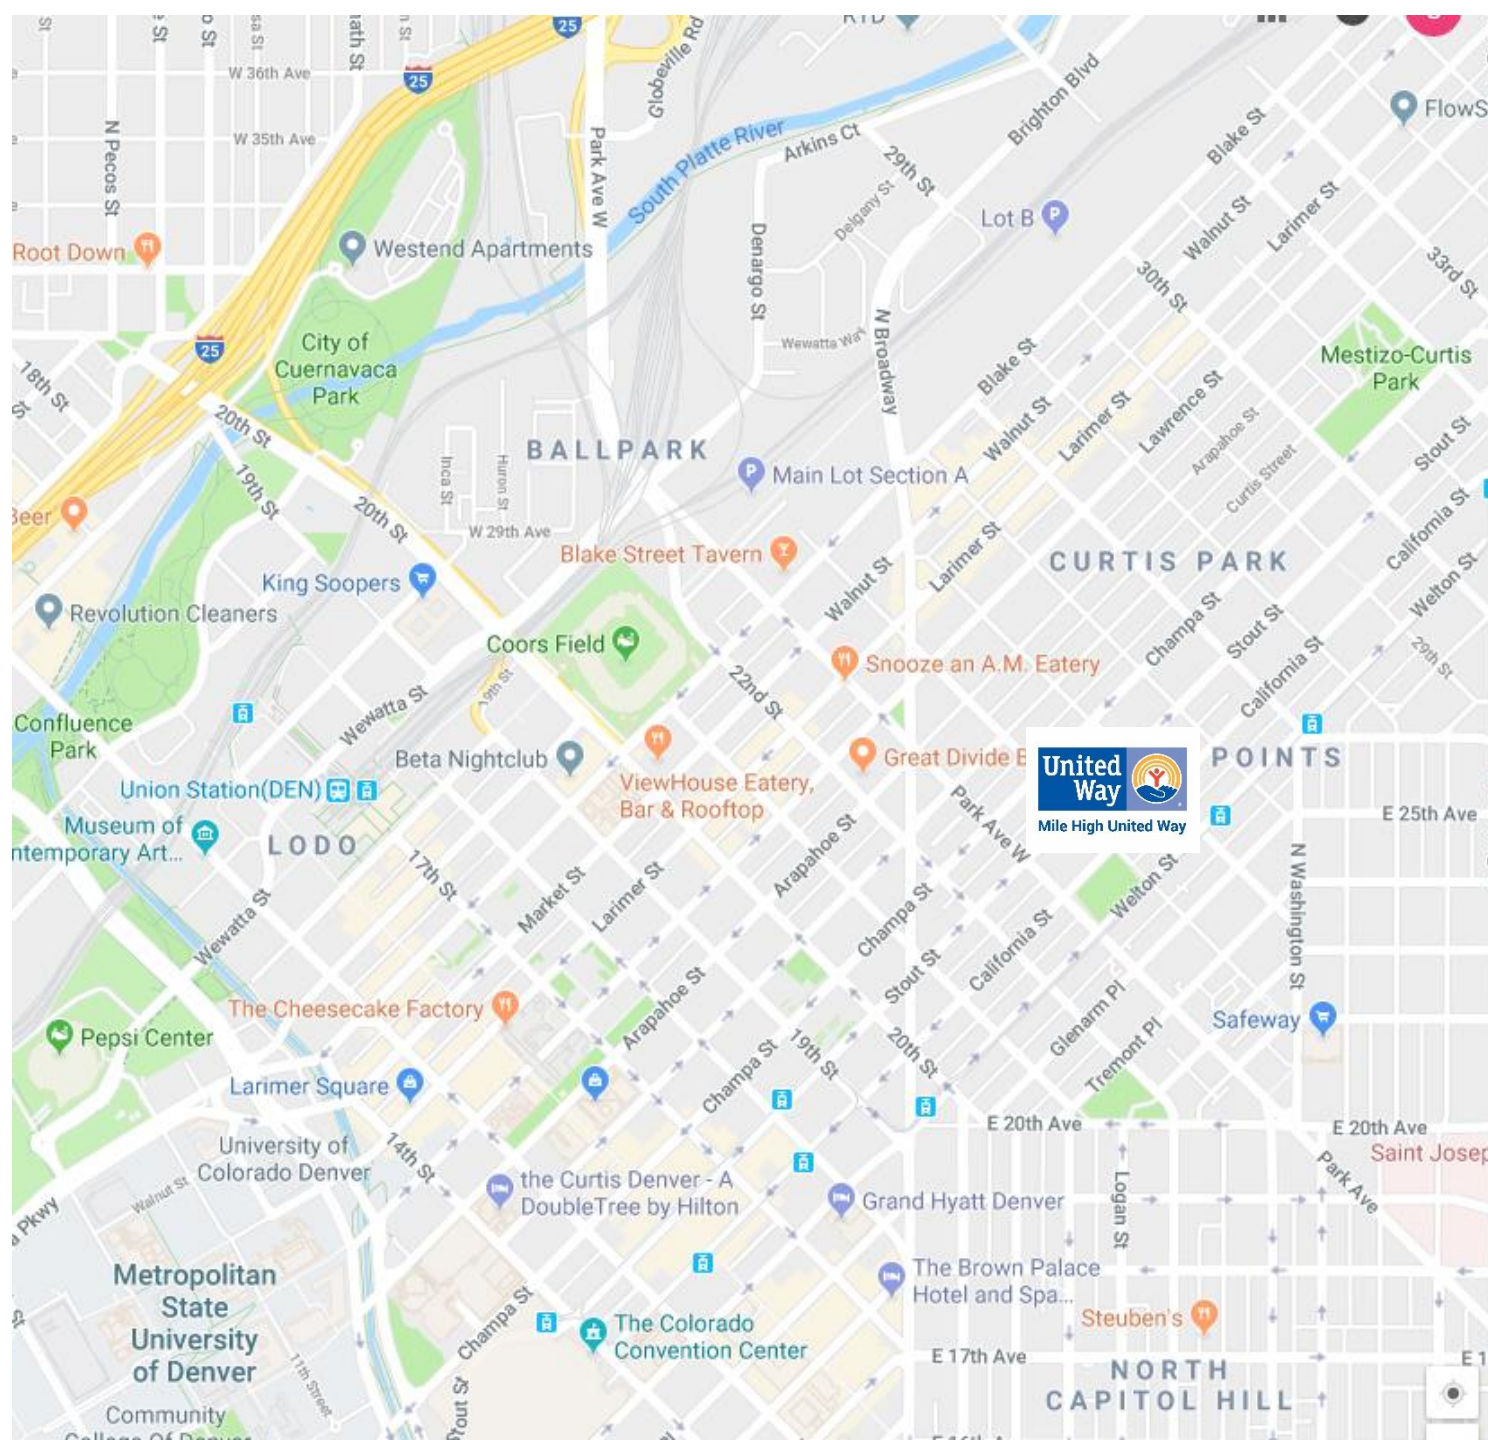 25
RTD
Globeville Rd
W 36th Ave
25
Brighton Blvd
FlowS
N Pecos St
W 35th Ave
Park Ave W
South Platte River
Arkins Ct
29th St
Blake St
Delgany St
Lot B
Walnut St
Larimer St
Root Down
Westend Apartments
Denargo St
30th St
33rd St
25
City of
Cuernavaca
Park
N Broadway
Wewatta Way
Mestizo-Curtis
Park
18th St
Blake St
Walnut St
Larimer St
Lawrence St
Arapahoe St
Curtis Street
Stout St
20th St
BALLPARK
Main Lot Section A
Inca St
Huron St
19th St
20th St
W 29th Ave
California St
Beer
Blake Street Tavern
Larimer St
CURTIS PARK
King Soopers
Walnut St
Welton St
Revolution Cleaners
Champa St
Stout St
California St
29th St
Coors Field
Snooze an A.M. Eatery
19th St
22nd St
Wewatta St
Confluence
Park
Beta Nightclub
Great Divide B
United
Way
Mile High United Way
POINTS
Union Station(DEN)
ViewHouse Eatery,
Bar & Rooftop
Park Ave W
E 25th Ave
Museum of
ntemporary Art...
LODO
17th St
Market St
Larimer St
Arapahoe St
Champa St
Welton St
N Washington St
Wewatta St
Stout St
California St
The Cheesecake Factory
Arapahoe St
Glenarm Pl
Safeway
Pepsi Center
Champa St
19th St
20th St
Tremont Pl
Larimer Square
E 20th Ave
E 20th Ave
University of
Colorado Denver
14th St
Saint Josep
Walnut St
the Curtis Denver - A
DoubleTree by Hilton
Grand Hyatt Denver
Logan St
Park Ave
a Pkwy
Metropolitan
State
University
of Denver
The Brown Palace
Hotel and Spa...
Champa St
The Colorado
Convention Center
Steuben's
11th Street
E 17th Ave
NORTH
CAPITOL HILL
Stout St
Community
College Of Denver